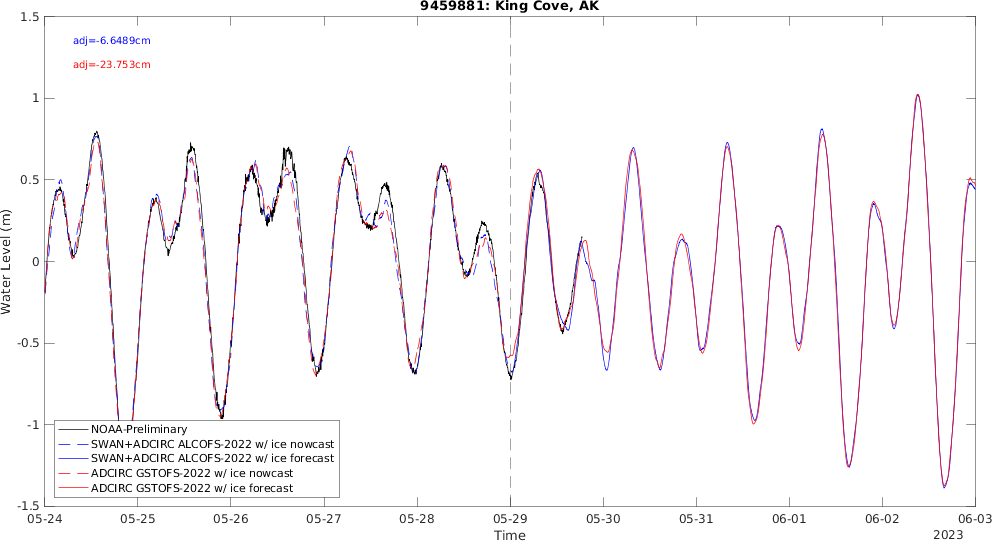 9459881: King Cove, AK
adj=-6.6489cm
adj=-23.753cm
Water Level (m)
1.5
1
0.5
0
-0.5
-1
-1.5
NOAA-Preliminary
SWAN+ADCIRC ALCOFS-2022 w/ ice nowcast
SWAN+ADCIRC ALCOFS-2022 w/ ice forecast
ADCIRC GSTOFS-2022 w/ ice nowcast
ADCIRC GSTOFS-2022 w/ ice forecast
05-24 05-25 05-26 05-27 05-28 05-29 05-30 05-31 06-01 06-02 06-03
Time
2023